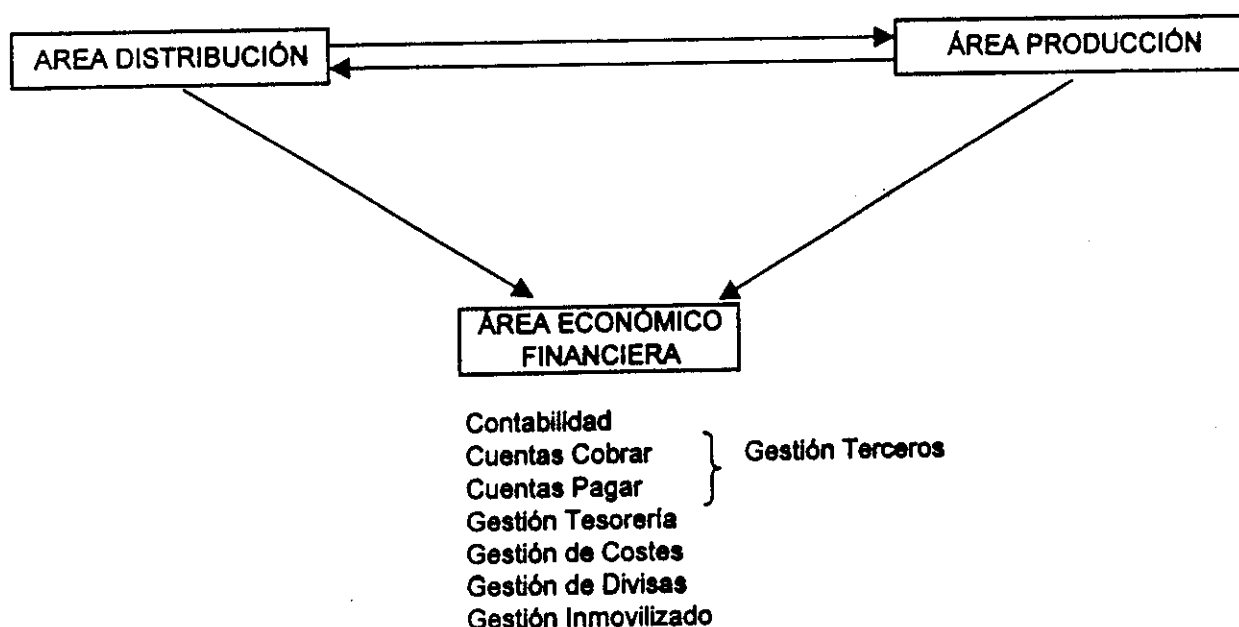 AREA DISTRIBUCIÓN
ÁREA PRODUCCIÓN
ÁREA ECONÓMICO
FINANCIERA
Contabilidad
Cuentas Cobrar
Gestión Terceros
Cuentas Pagar
Gestión Tesorería
Gestión de Costes
Gestión de Divisas
Gestión Inmovilizado